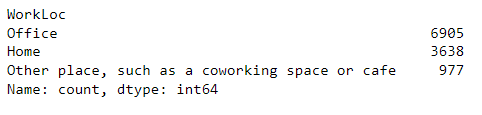 WorkLoc
Office 6905
Home 3638
Other place, such as a coworking space or cafe 977
Name: count, dtype: int64